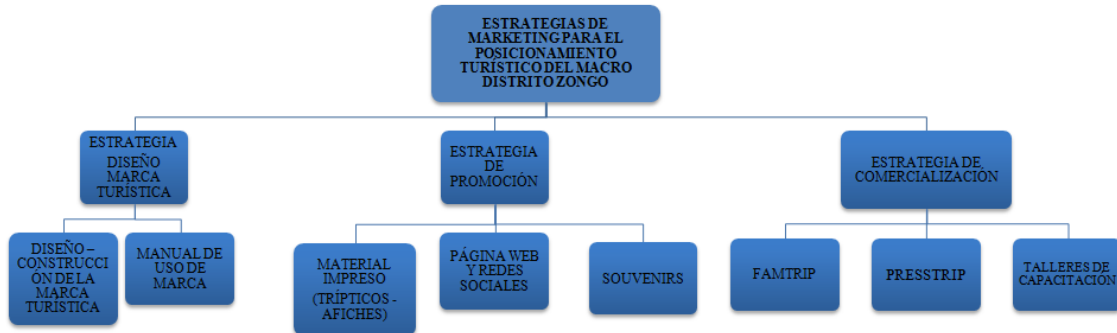 ESTRATEGIAS DE
MARKETING PARA EL
POSICIONAMIENTO
TURÍSTICO DEL MACRO
DISTRITO ZONGO
ESTRATEGIA
DISEÑO
MARCA
TURÍSTICA
ESTRATEGIA
DE
PROMOCIÓN
ESTRATEGIA DE
COMERCIALIZACIÓN
DISEÑO –
CONSTRUCCI
ÓN DE LA
MARCA
TURÍSTICA
MANUAL DE
USO DE
MARCA
MATERIAL
IMPRESO
(TRÍPTICOS -
AFICHES)
PÁGINA WEB
Y REDES
SOCIALES
SOUVENIRS
FAMTRIP
PRESSTRIP
TALLERES DE
CAPACITACIÓN